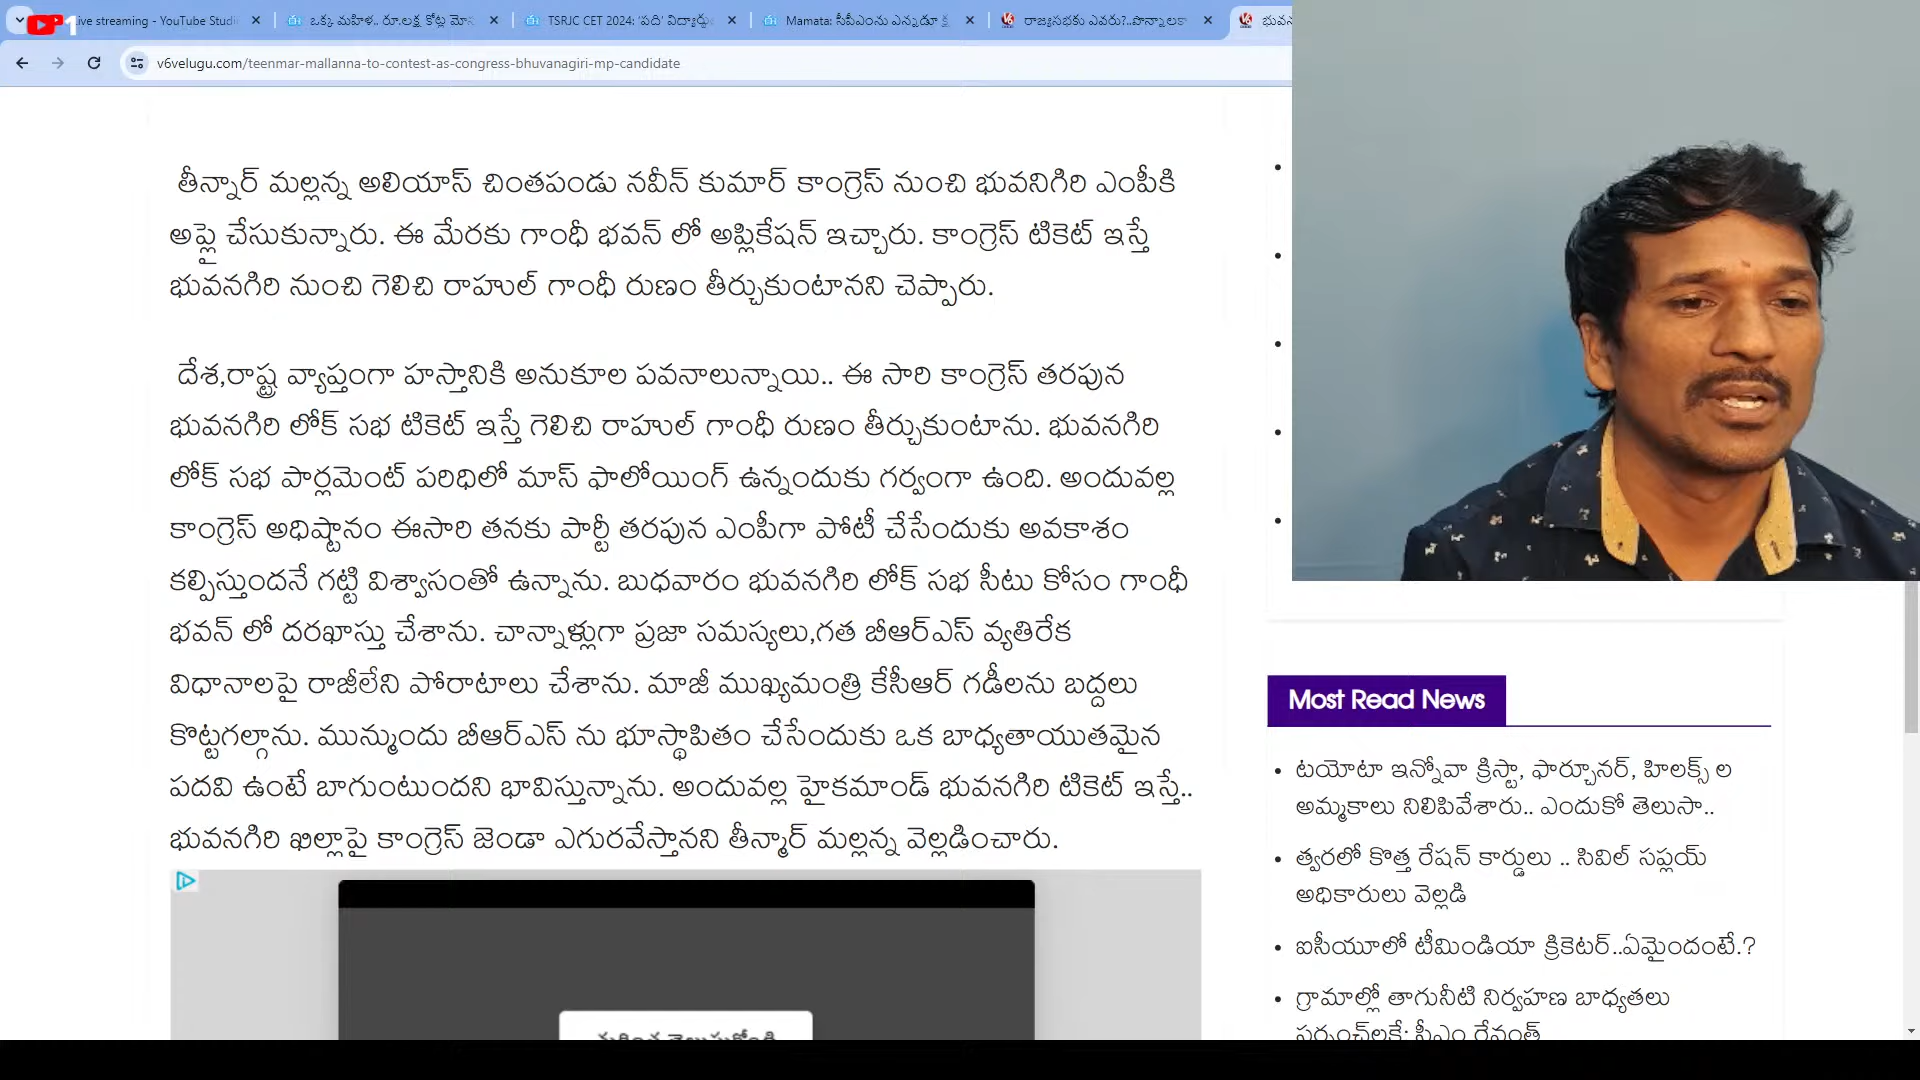 Live streaming - YouTube Studi
ఒక్క మహిళ.. రూ.లక్ష కోట్ల మోస
TSRJC CET 2024: ‘పది’ విద్యార్థు
Mamata: సీపీఎంను ఎన్నడూ క్ష
రాజ్యసభకు ఎవరు?..పొన్నాలకా
భువన
1
v6velugu.com/teenmar-mallanna-to-contest-as-congress-bhuvanagiri-mp-candidate
తీన్నార్ మల్లన్న అలియాస్ చింతపండు నవీన్ కుమార్ కాంగ్రెస్ నుంచి భువనిగిరి ఎంపీకి
అప్లై చేసుకున్నారు. ఈ మేరకు గాంధీ భవన్ లో అప్లికేషన్ ఇచ్చారు. కాంగ్రెస్ టికెట్ ఇస్తే
భువనగిరి నుంచి గెలిచి రాహుల్ గాంధీ రుణం తీర్చుకుంటానని చెప్పారు.
దేశ,రాష్ట్ర వ్యాప్తంగా హస్తానికి అనుకూల పవనాలున్నాయి.. ఈ సారి కాంగ్రెస్ తరపున
భువనగిరి లోక్ సభ టికెట్ ఇస్తే గెలిచి రాహుల్ గాంధీ రుణం తీర్చుకుంటాను. భువనగిరి
లోక్ సభ పార్లమెంట్ పరిధిలో మాస్ ఫాలోయింగ్ ఉన్నందుకు గర్వంగా ఉంది. అందువల్ల
కాంగ్రెస్ అధిష్టానం ఈసారి తనకు పార్టీ తరపున ఎంపీగా పోటీ చేసేందుకు అవకాశం
కల్పిస్తుందనే గట్టి విశ్వాసంతో ఉన్నాను. బుధవారం భువనగిరి లోక్ సభ సీటు కోసం గాంధీ
భవన్ లో దరఖాస్తు చేశాను. చాన్నాళ్లుగా ప్రజా సమస్యలు,గత బీఆర్ఎస్ వ్యతిరేక
విధానాలపై రాజీలేని పోరాటాలు చేశాను. మాజీ ముఖ్యమంత్రి కేసీఆర్ గడీలను బద్దలు
కొట్టగల్గాను. మున్ముందు బీఆర్ఎస్ ను భూస్థాపితం చేసేందుకు ఒక బాధ్యతాయుతమైన
పదవి ఉంటే బాగుంటుందని భావిస్తున్నాను. అందువల్ల హైకమాండ్ భువనగిరి టికెట్ ఇస్తే..
భువనగిరి ఖిల్లాపై కాంగ్రెస్ జెండా ఎగురవేస్తానని తీన్మార్ మల్లన్న వెల్లడించారు.
Most Read News
టయోటా ఇన్నోవా క్రిస్టా, ఫార్చూనర్, హిలక్స్ ల
అమ్మకాలు నిలిపివేశారు.. ఎందుకో తెలుసా..
త్వరలో కొత్త రేషన్ కార్డులు .. సివిల్ సప్లయ్
అధికారులు వెల్లడి
ఐసీయూలో టీమిండియా క్రికెటర్..ఏమైందంటే.?
గ్రామాల్లో తాగునీటి నిర్వహణ బాధ్యతలు
సర్పంచ్‌లకే: సీఎం రేవంత్